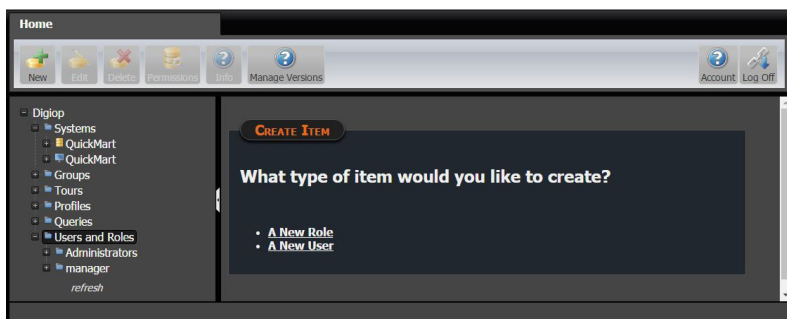 Home
New
Edit
Delete
Permissions
Info
Manage Versions
Account
Log Off
Digiop
Systems
QuickMart
QuickMart
Groups
Tours
Profiles
Queries
Users and Roles
Administrators
manager
refresh
Create Item
What type of item would you like to create?
A New Role
A New User